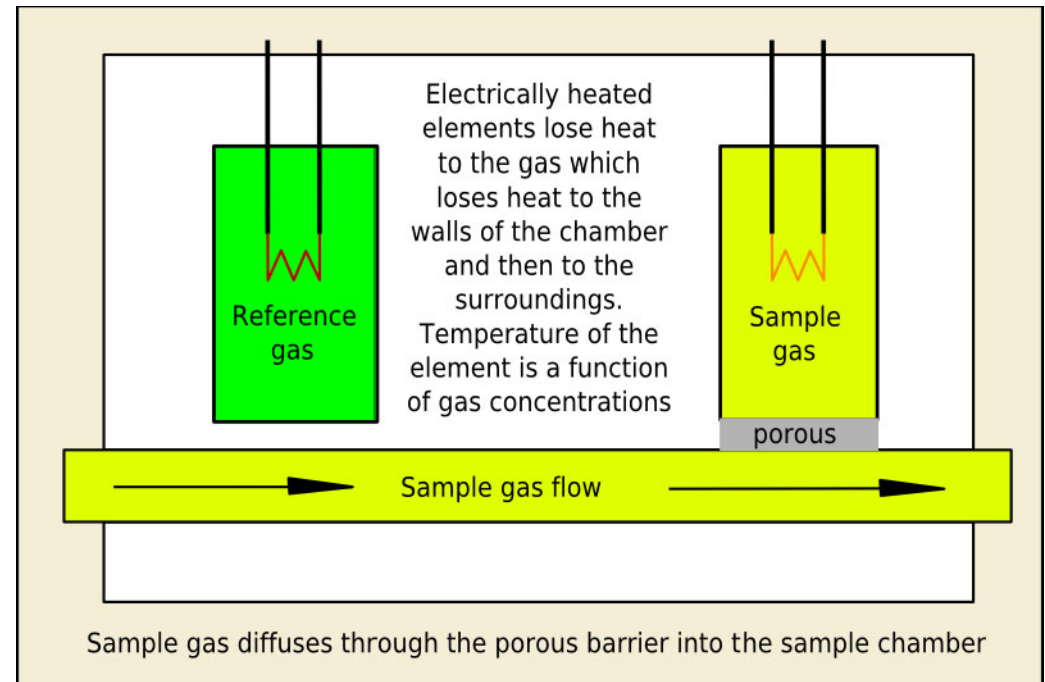 Electrically heated
elements lose heat
to the gas which
loses heat to the
walls of the chamber
and then to the
surroundings.
Temperature of the
element is a function
of gas concentrations
Reference
gas
Sample
gas
porous
Sample gas flow
Sample gas diffuses through the porous barrier into the sample chamber